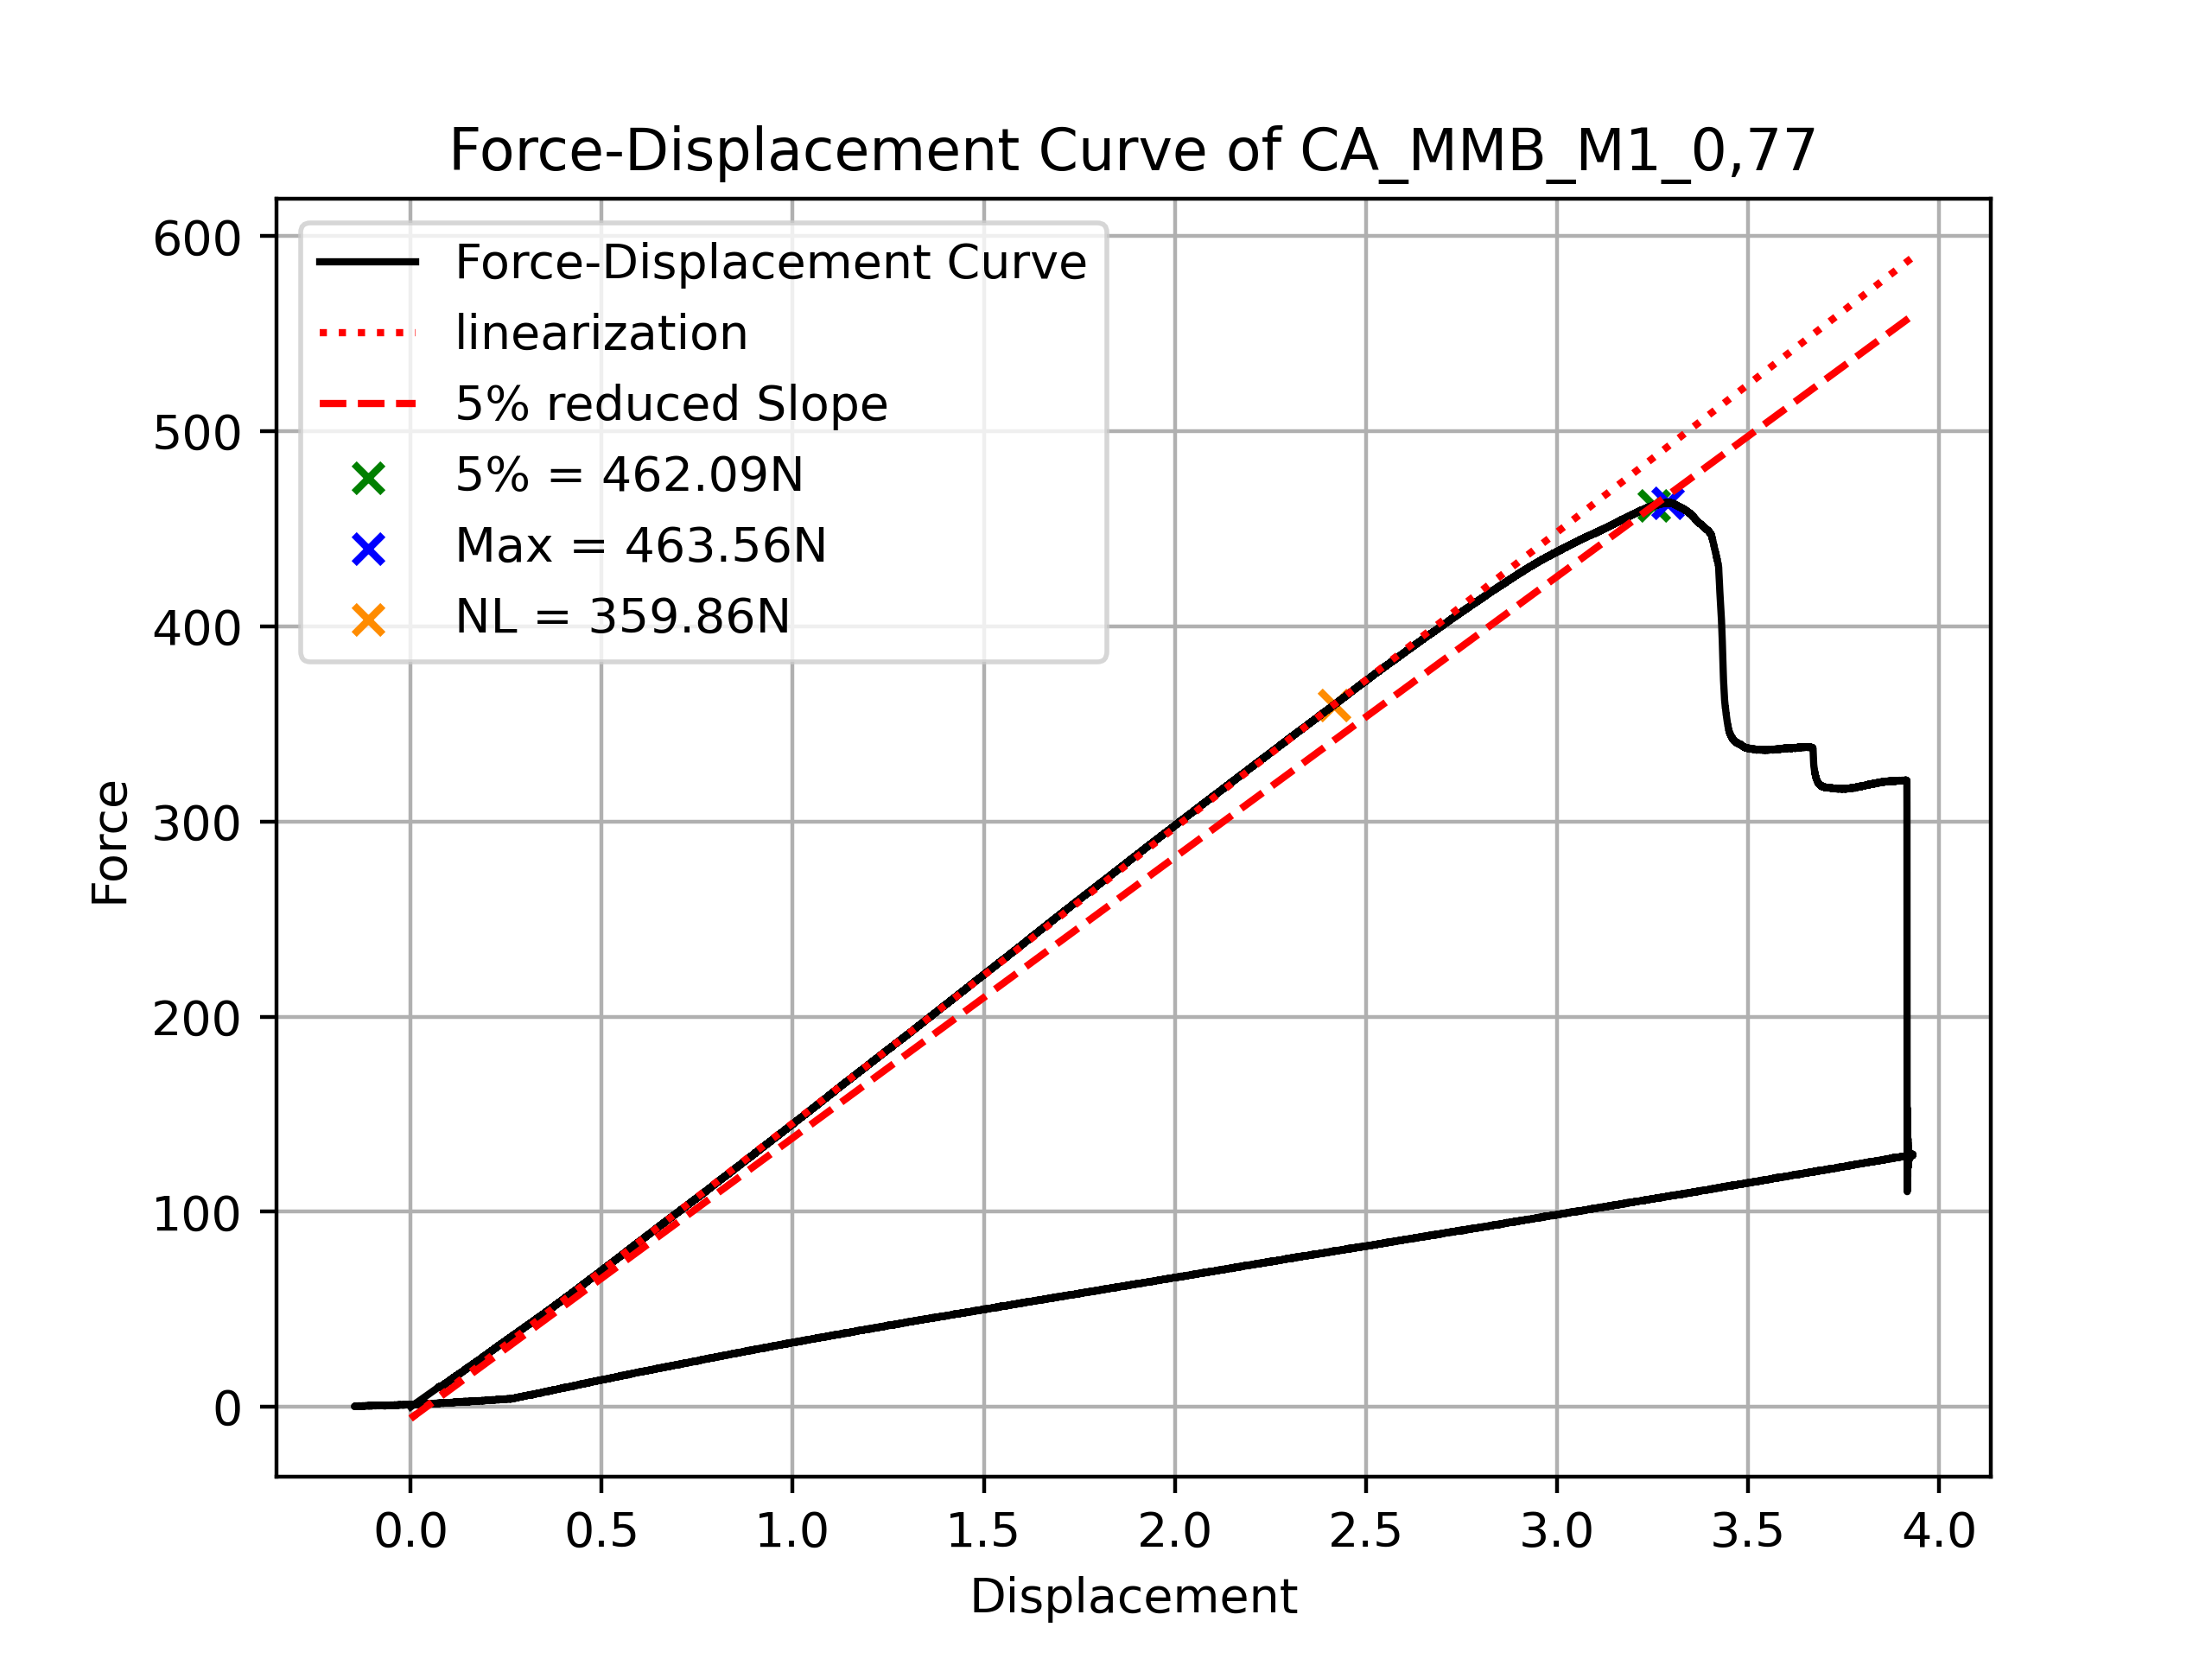 Force-Displacement Curve of CA_MMB_M1_0,77
600
500
400
300
200
100
0
Force
Force-Displacement Curve
linearization
5% reduced Slope
5% = 462.09N
Max = 463.56N
NL = 359.86N
0.0 0.5 1.0 1.5 2.0 2.5 3.0 3.5 4.0
Displacement